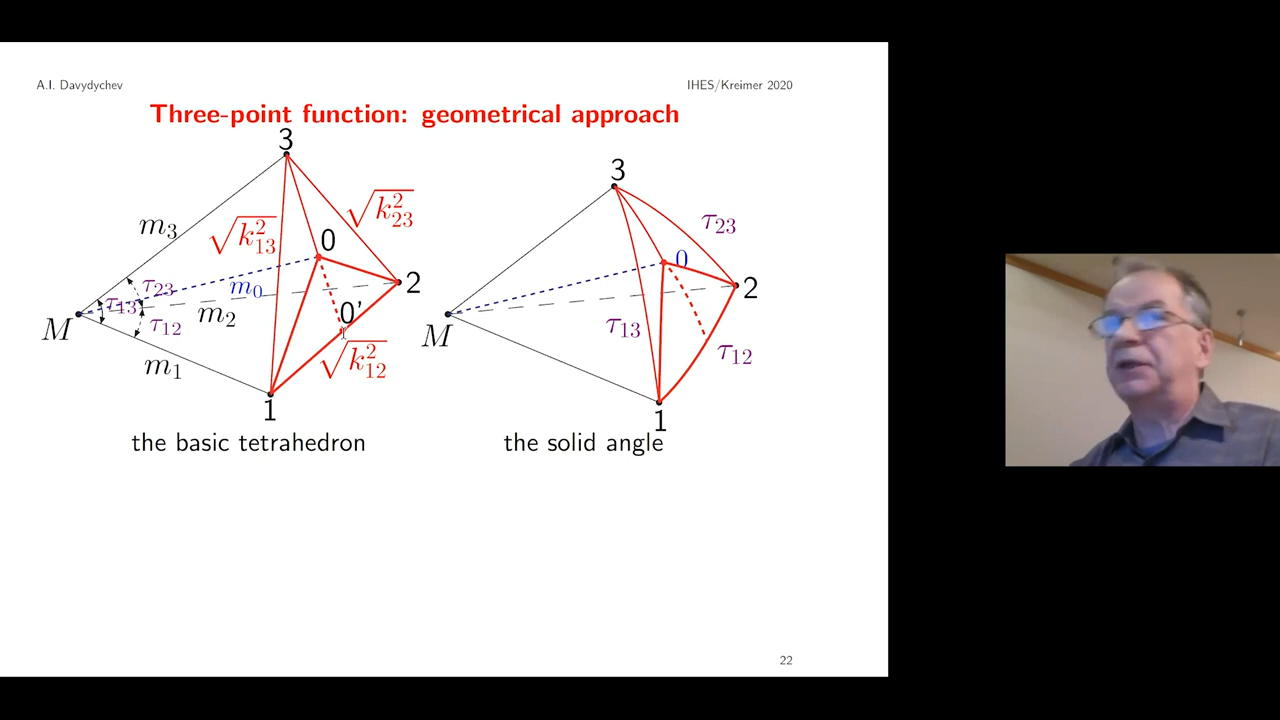 A.I. Davydychev
IHES/Kreimer 2020
Three-point function: geometrical approach
3
m₃
√k²₁₃
√k²₂₃
0
τ₂₃
τ₁₃
m₀
2
M
τ₁₂
m₂
0'
√k²₁₂
m₁
1
the basic tetrahedron
3
τ₂₃
0
2
M
τ₁₃
τ₁₂
1
the solid angle
22